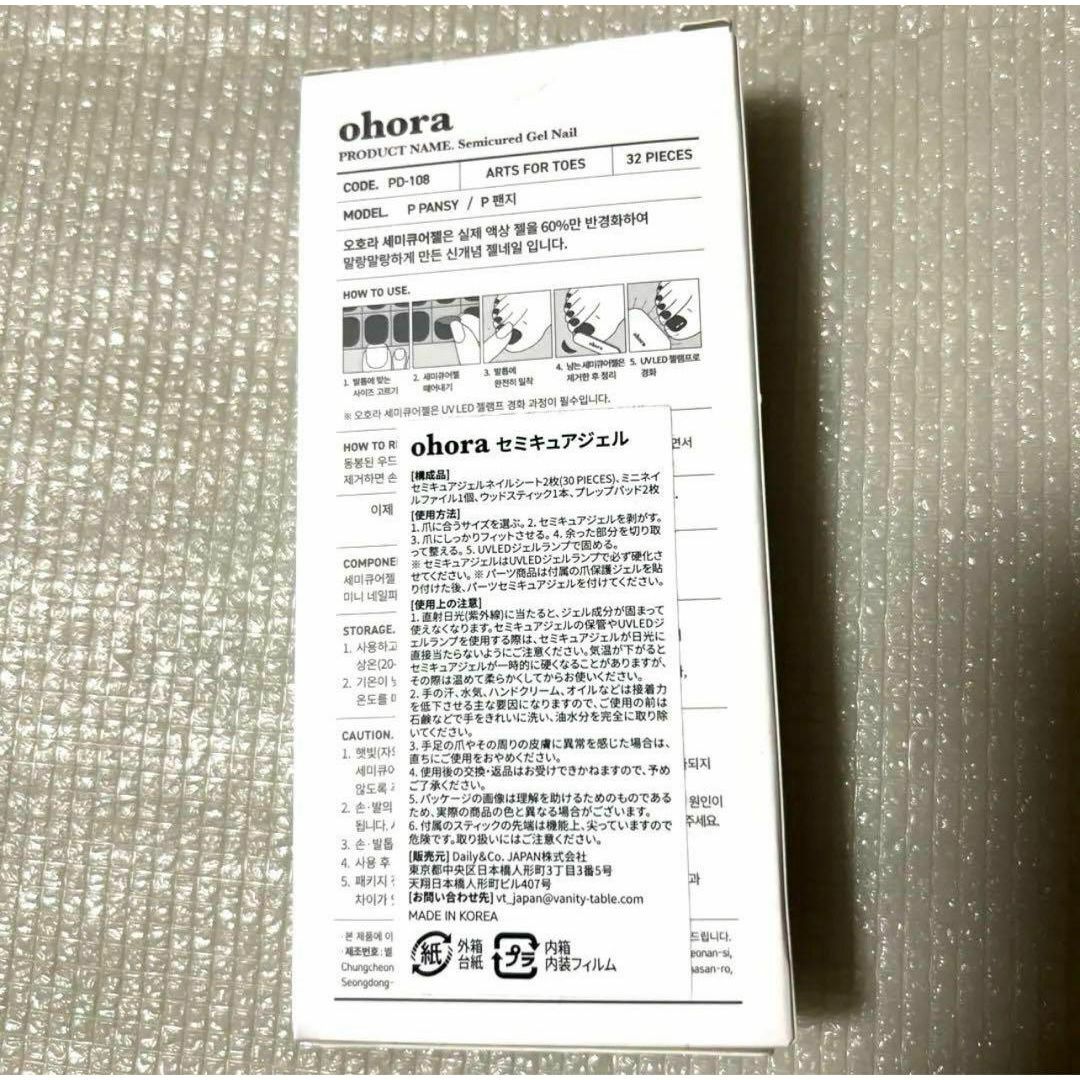 ohora
PRODUCT NAME. Semicured Gel Nail
CODE. PD-108 ARTS FOR TOES 32 PIECES
MODEL. P PANSY / P 팬지
오호라 세미큐어젤은 실제 액상 젤을 60%만 반경화하여
말랑말랑하게 만든 신개념 젤네일 입니다.
HOW TO USE.
ohora
ohora
1. 발톱에 맞는
사이즈 고르기
2. 세미큐어젤
떼어내기
3. 발톱에
완전히 밀착
4. 남는 세미큐어젤은
제거한 후 정리
5. UV LED 젤램프로
경화
※ 오호라 세미큐어젤은 UV LED 젤램프 경화 과정이 필수입니다.
HOW TO
동봉된 우드
제거하면 손
이제
세미큐어젤
미니 네일
STORAGE.
1. 사용하고
상온(20-
2. 기온이
온도를
CAUTION.
1. 햇빛(자
세미큐어
않도록
2. 손·발의
됩니다.
3. 손·발톱
4. 사용 후
5. 패키지
차이가
본 제품에 이
·제조번호: 별
Chungcheon
Seongdong-
면서
되지
원인이
주세요.
과
드립니다.
eonan-si,
asan-ro,
ohora セミキュアジェル
[構成品]
セミキュアジェルネイルシート2枚(30 PIECES)、ミニネイ
ルファイル1個、ウッドスティック1本、プレップパッド2枚
[使用方法]
1. 爪に合うサイズを選ぶ。2. セミキュアジェルを剥がす。
3. 爪にしっかりフィットさせる。4. 余った部分を切り取
って整える。5. UVLEDジェルランプで固める。
※ セミキュアジェルはUVLEDジェルランプで必ず硬化さ
せてください。※ パーツ商品は付属の爪保護ジェルを貼
り付けた後、パーツセミキュアジェルを付けてください。
[使用上の注意]
1. 直射日光(紫外線)に当たると、ジェル成分が固まって
使えなくなります。セミキュアジェルの保管やUVLEDジ
ェルランプを使用する際は、セミキュアジェルが日光に
直接当たらないようにご注意ください。気温が下がると
セミキュアジェルが一時的に硬くなることがありますが、
その際は温めて柔らかくしてからお使いください。
2. 手の汗、水気、ハンドクリーム、オイルなどは接着力
を低下させる主な要因になりますので、ご使用の前は
石鹸などで手をきれいに洗い、油水分を完全に取り除
いてください。
3. 手足の爪やその周りの皮膚に異常を感じた場合は、
直ちにご使用をおやめください。
4. 使用後の交換・返品はお受けできかねますので、予め
ご了承ください。
5. パッケージの画像は理解を助けるためのものである
ため、実際の商品の色と異なる場合がございます。
6. 付属のスティックの先端は機能上、尖っていますので
危険です。取り扱いにはご注意ください。
[販売元] Daily&Co. JAPAN株式会社
東京都中央区日本橋人形町3丁目3番5号
天翔日本橋人形町ビル407号
[お問い合わせ先] vt_japan@vanity-table.com
MADE IN KOREA
紙 外箱
台紙
プラ 内箱
内装フィルム